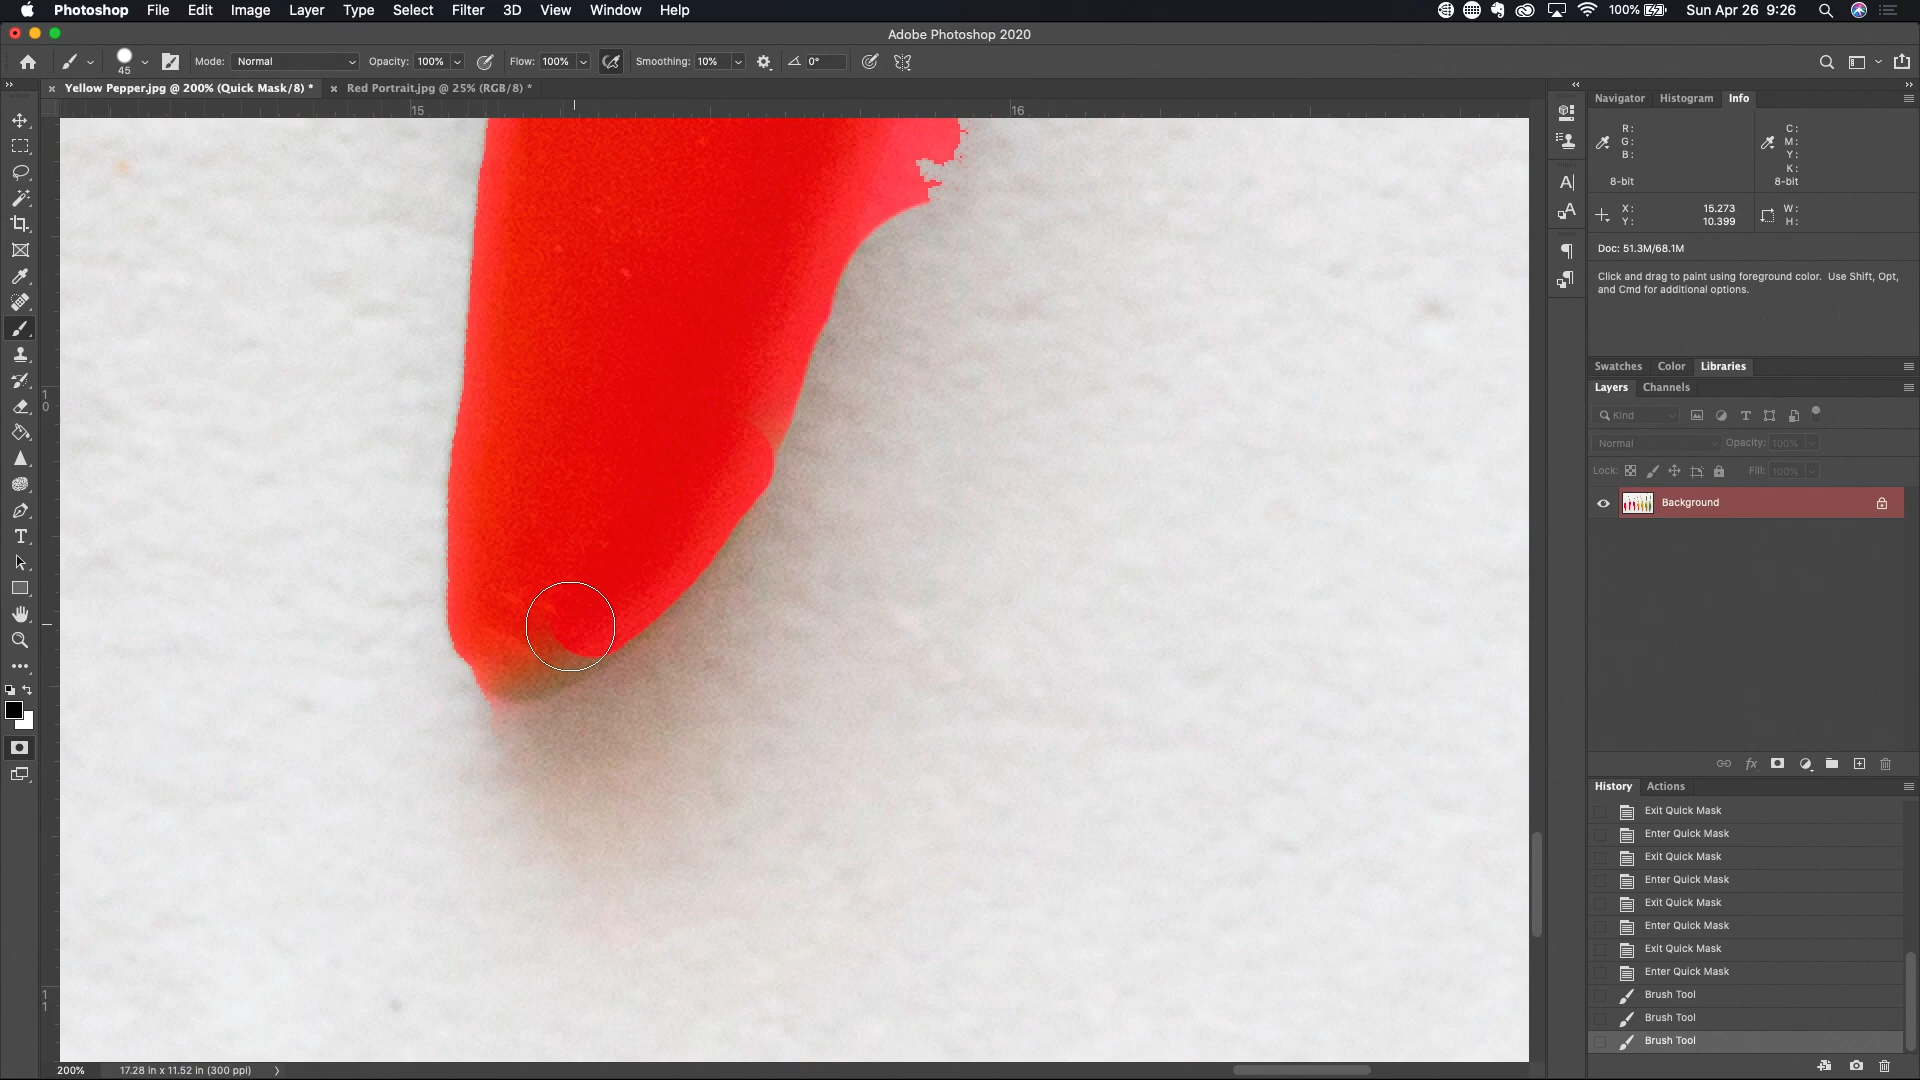 Photoshop File Edit Image Layer Type Select Filter 3D View Window Help 100% Sun Apr 26 9:26
Adobe Photoshop 2020
45 Mode: Normal Opacity: 100% Flow: 100% Smoothing: 10% 0°
Yellow Pepper.jpg @ 200% (Quick Mask/8) * Red Portrait.jpg @ 25% (RGB/8) *
15 16
10
11
Navigator Histogram Info
R: C:
G: M:
B: Y:
K:
8-bit 8-bit
X: 15.273 W:
Y: 10.399 H:
Doc: 51.3M/68.1M
Click and drag to paint using foreground color. Use Shift, Opt,
and Cmd for additional options.
Swatches Color Libraries
Layers Channels
Kind
Normal Opacity: 100%
Lock: Fill: 100%
Background
History Actions
Exit Quick Mask
Enter Quick Mask
Exit Quick Mask
Enter Quick Mask
Exit Quick Mask
Enter Quick Mask
Exit Quick Mask
Enter Quick Mask
Brush Tool
Brush Tool
Brush Tool
200% 17.28 in x 11.52 in (300 ppi)